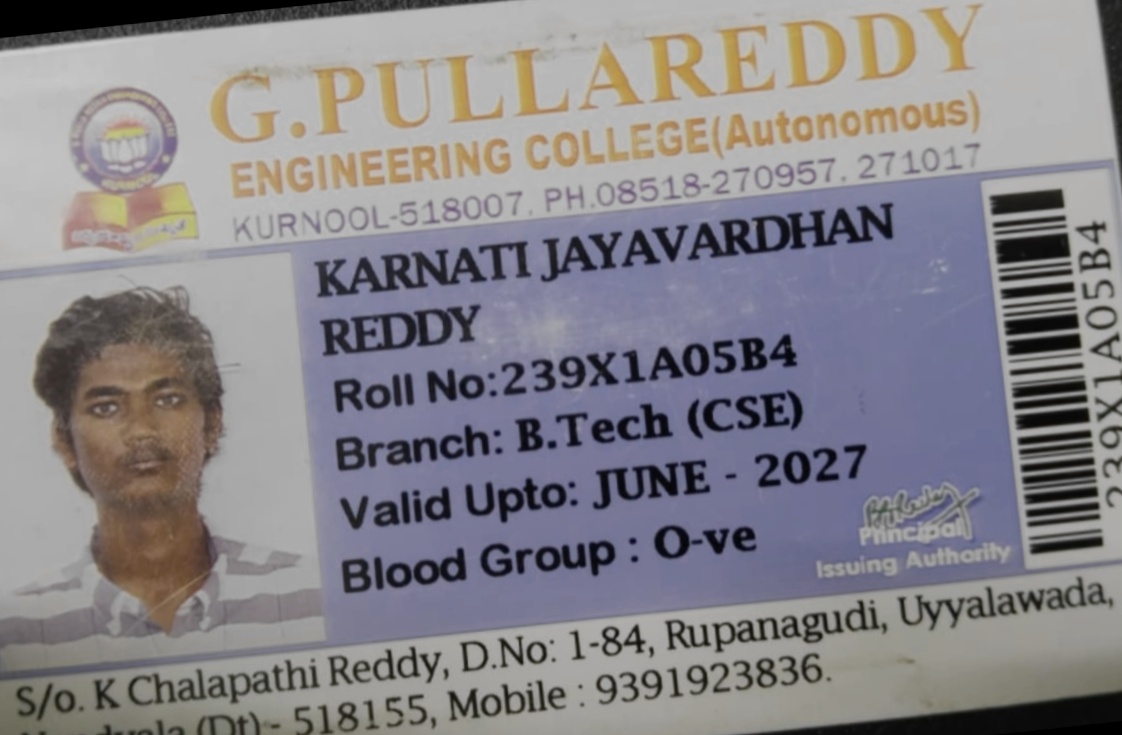 G.PULLAREDDY
ENGINEERING COLLEGE(Autonomous)
KURNOOL-518007. PH.08518-270957. 271017
KARNATI JAYAVARDHAN
REDDY
Roll No:239X1A05B4
Branch: B.Tech (CSE)
Valid Upto: JUNE - 2027
Blood Group : O-ve
Principal
Issuing Authority
239X1A05B4
S/o. K Chalapathi Reddy, D.No: 1-84, Rupanagudi, Uyyalawada,
(Dt) - 518155, Mobile : 9391923836.